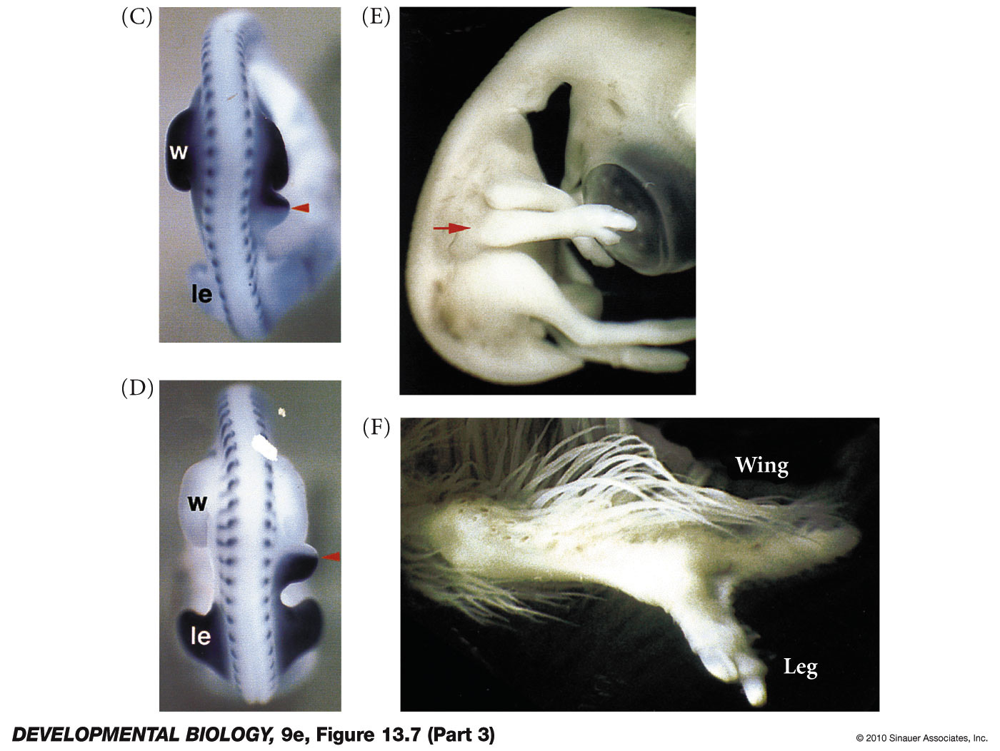 (C)
w
le
(E)
(D)
w
le
(F)
Wing
Leg
DEVELOPMENTAL BIOLOGY, 9e, Figure 13.7 (Part 3)
© 2010 Sinauer Associates, Inc.